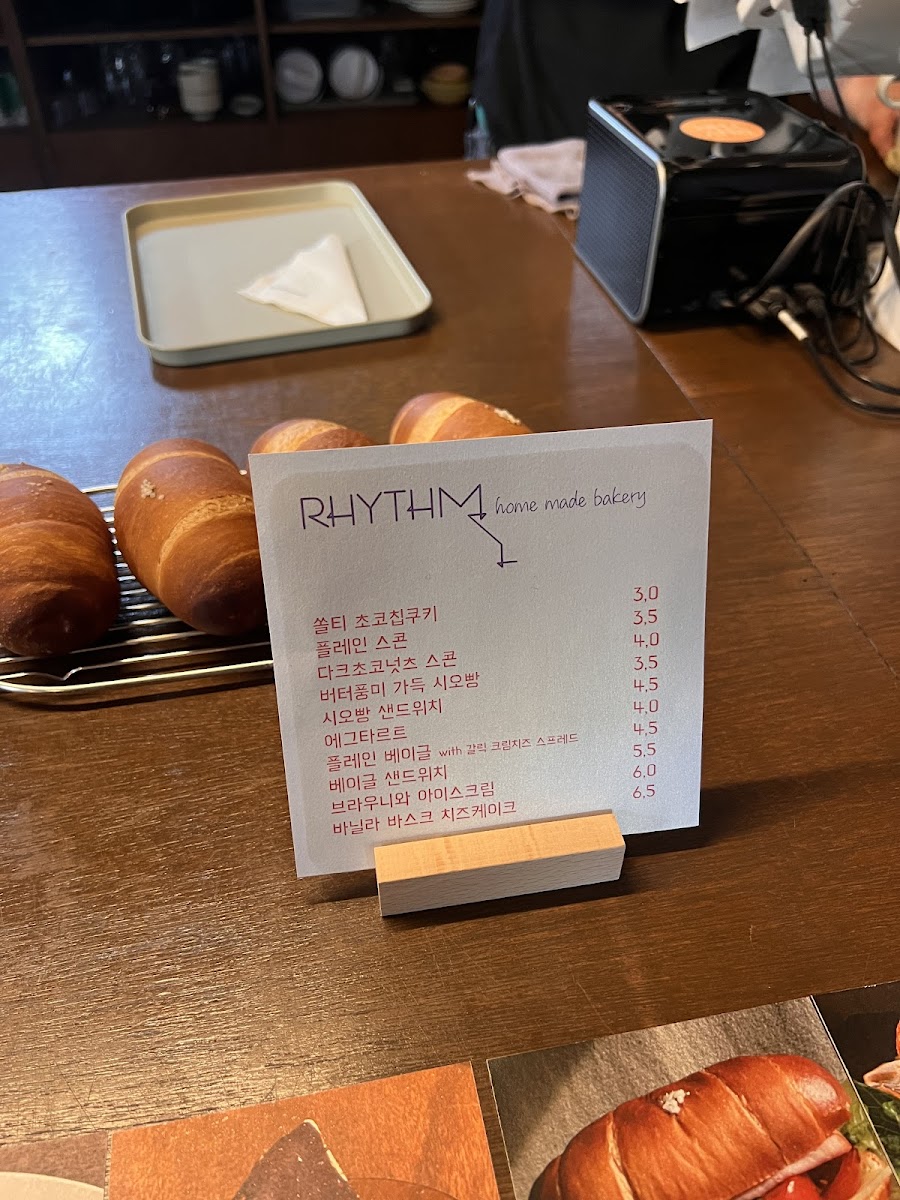 RHYTHM home made bakery
쏠티 초코칩쿠키 3,0
플레인 스콘 3,5
다크초코넛츠 스콘 4,0
버터풍미 가득 시오빵 3,5
시오빵 샌드위치 4,5
에그타르트 4,0
플레인 베이글 with 갈릭 크림치즈 스프레드 4,5
베이글 샌드위치 5,5
브라우니와 아이스크림 6,0
바닐라 바스크 치즈케이크 6,5